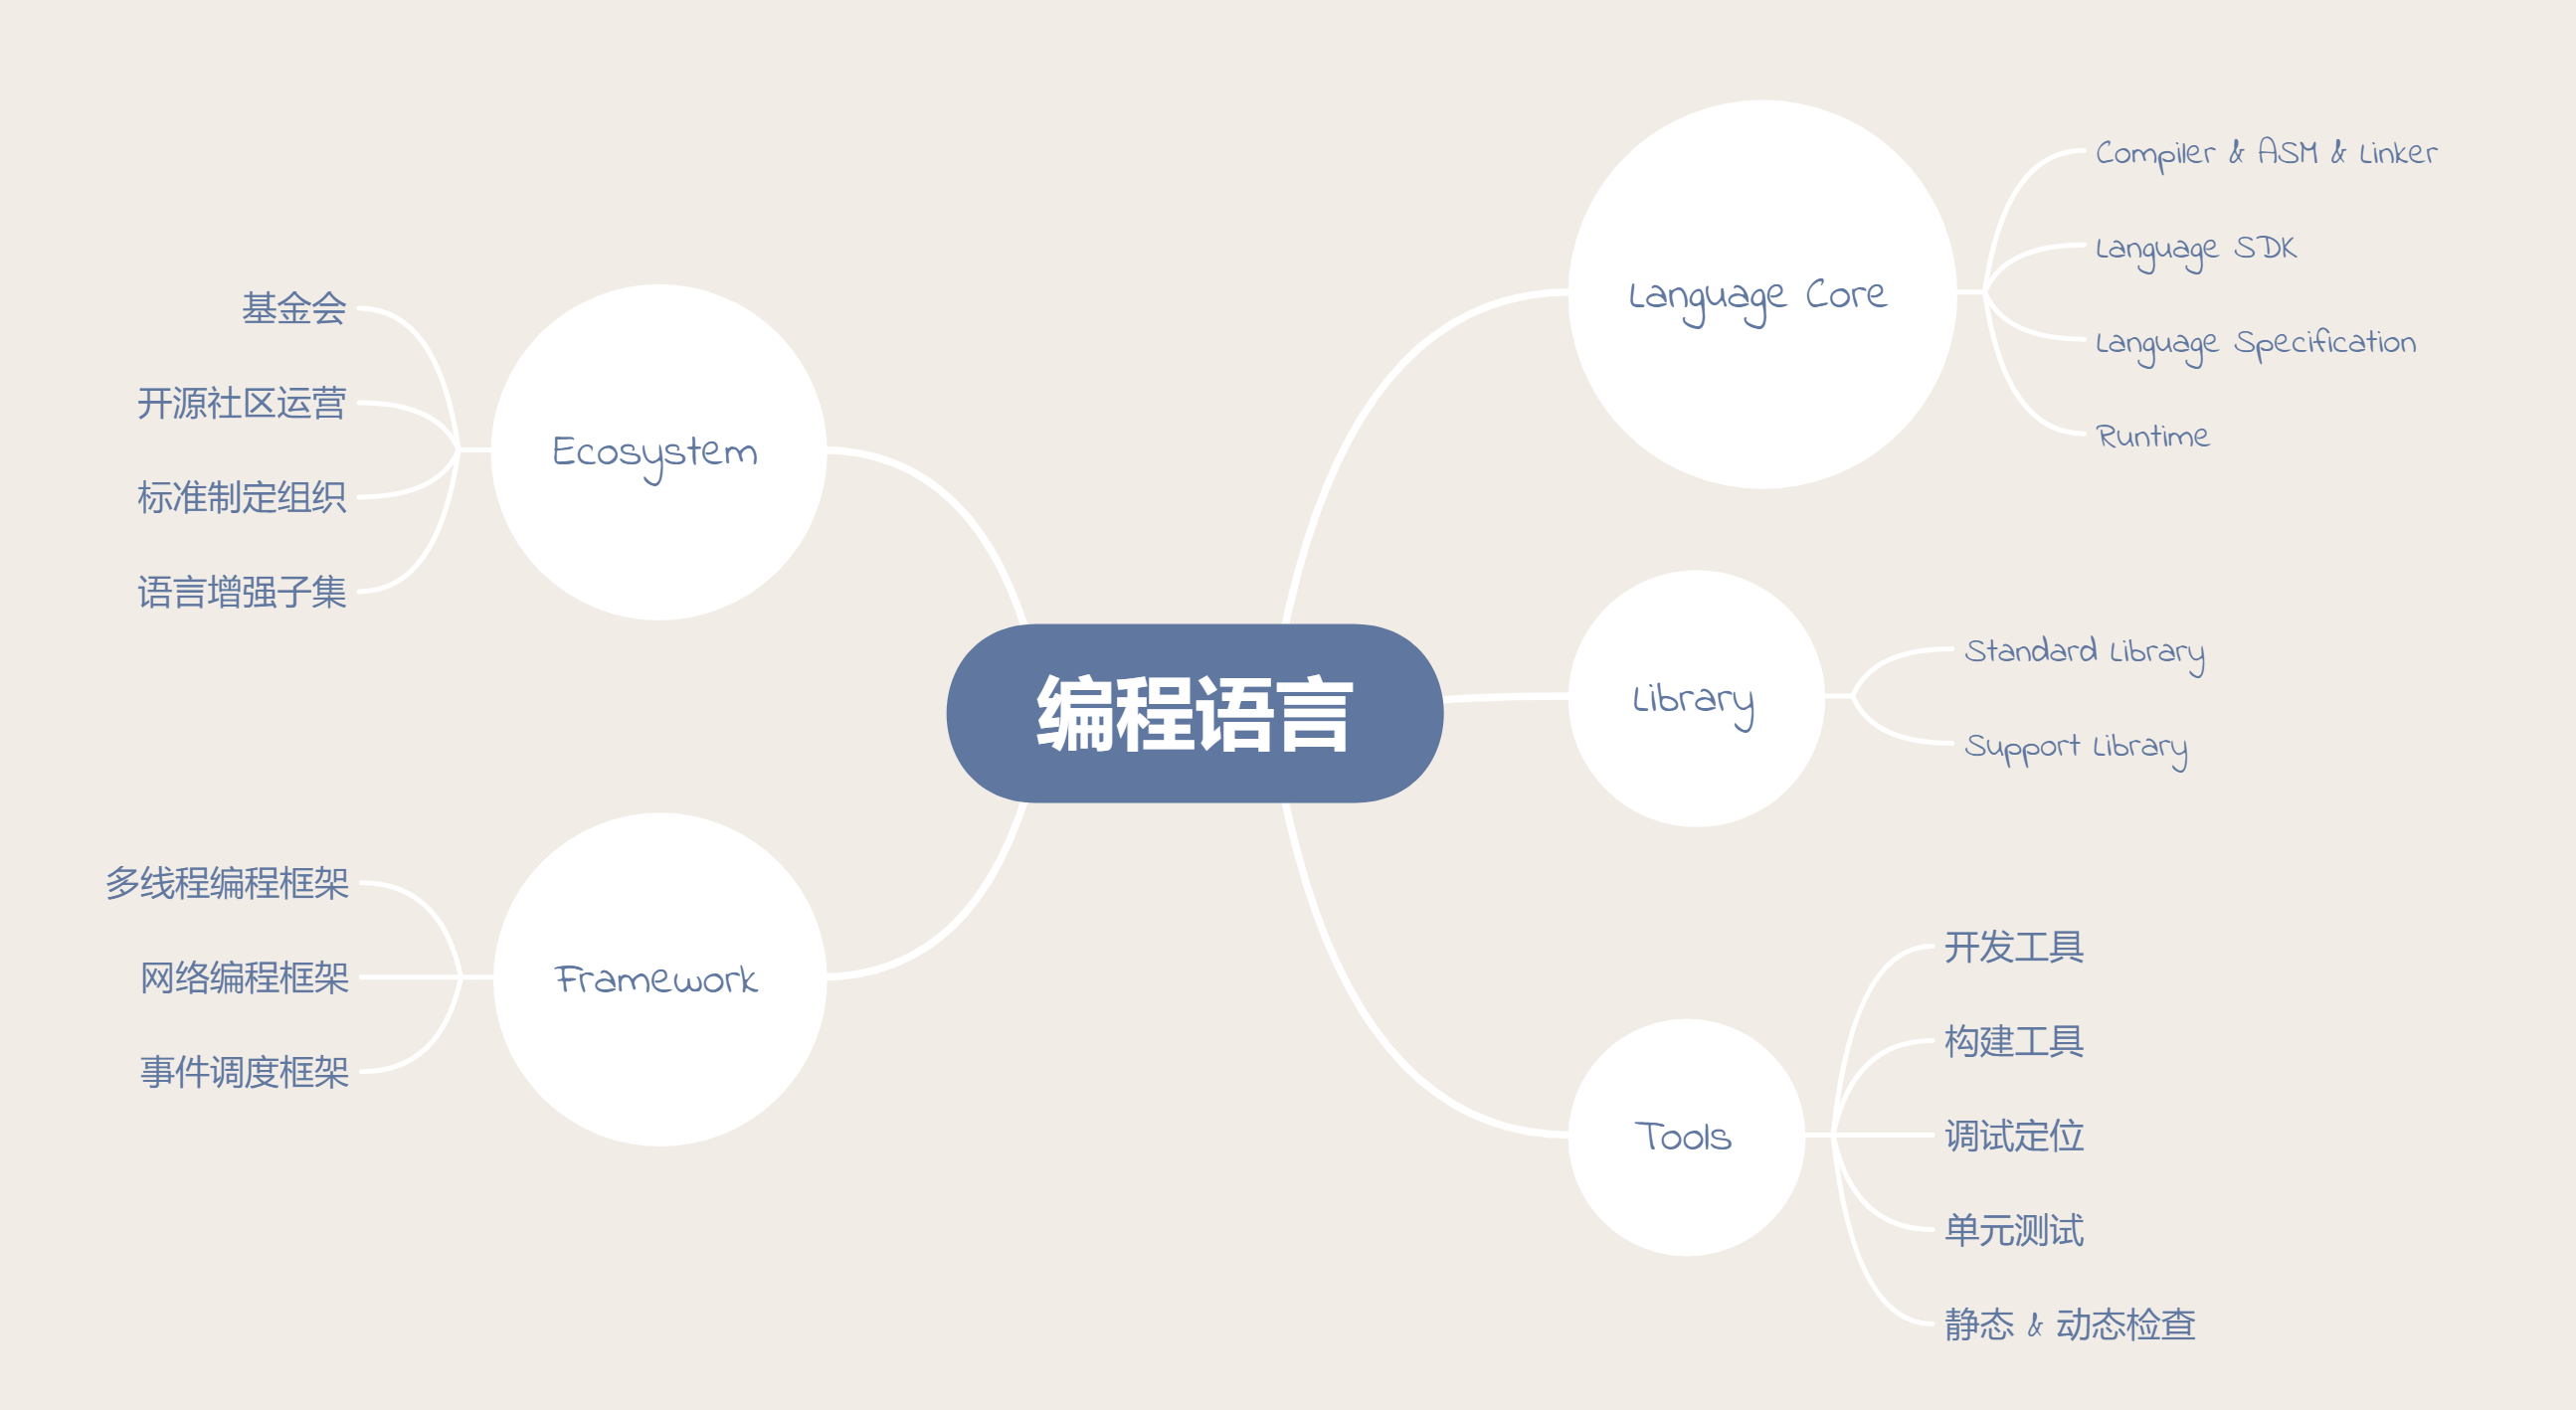 编程语言
Language Core
Compiler & ASM & Linker
Language SDK
Language Specification
Runtime
Library
Standard Library
Support Library
Tools
开发工具
构建工具
调试定位
单元测试
静态 & 动态检查
Ecosystem
基金会
开源社区运营
标准制定组织
语言增强子集
Framework
多线程编程框架
网络编程框架
事件调度框架